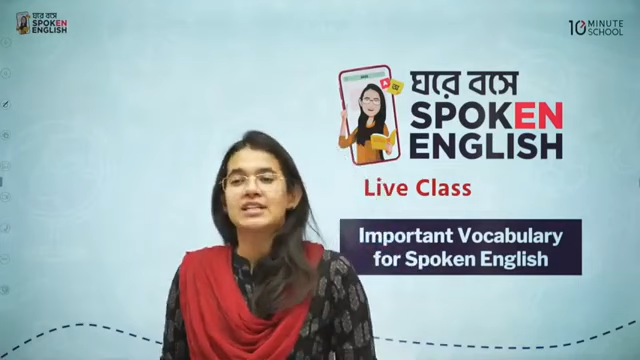 ঘরে বসে
SPOKEN
ENGLISH
10 MINUTE
SCHOOL
ঘরে বসে
SPOKEN
ENGLISH
Live Class
Important Vocabulary
for Spoken English